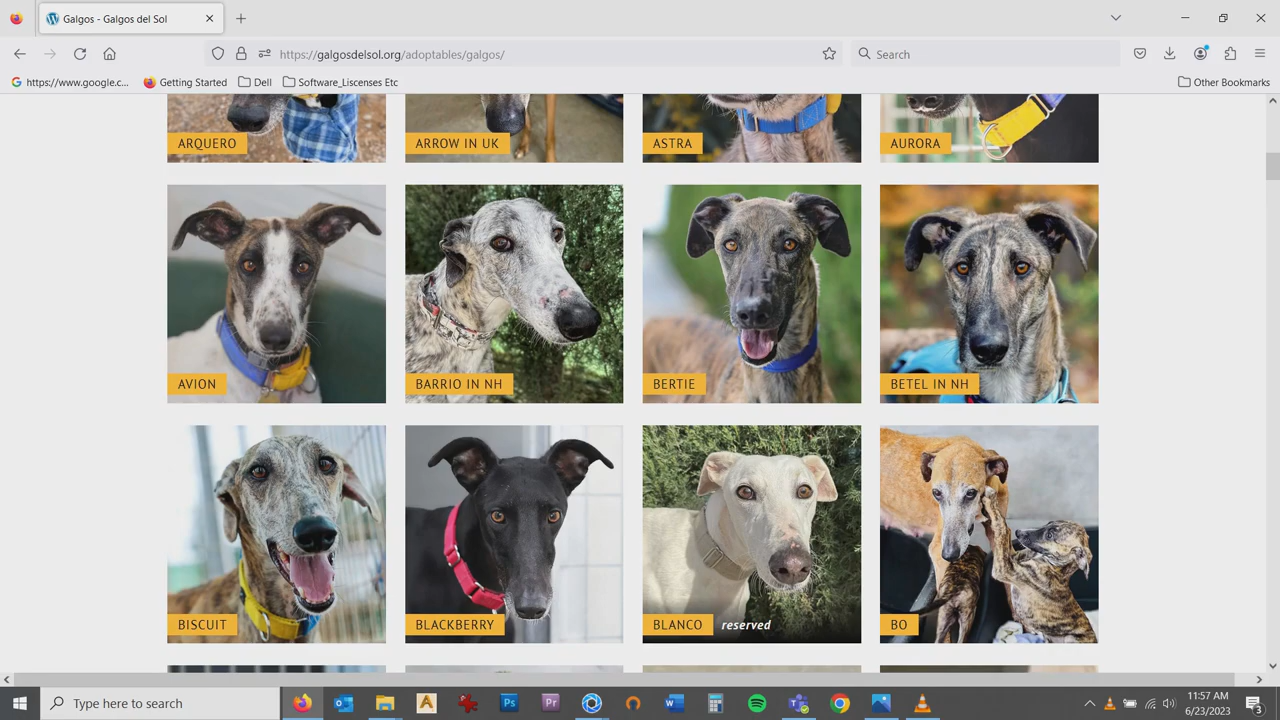 Galgos - Galgos del Sol
https://galgosdelsol.org/adoptables/galgos/
Search
https://www.google.c...
Getting Started
Dell
Software_Liscenses Etc
Other Bookmarks
ARQUERO
ARROW IN UK
ASTRA
AURORA
AVION
BARRIO IN NH
BERTIE
BETEL IN NH
BISCUIT
BLACKBERRY
BLANCO reserved
BO
Type here to search
11:57 AM
6/23/2023
3